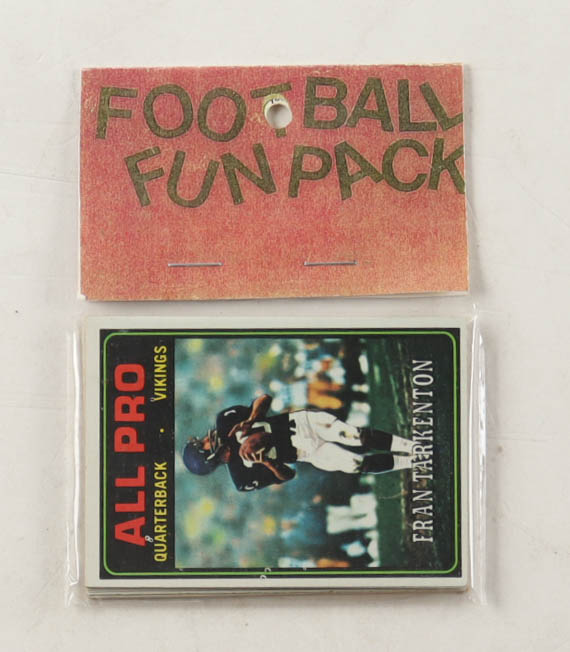 FOOTBALL
FUN PACK
ALL PRO
QUARTERBACK • VIKINGS
FRAN TARKENTON